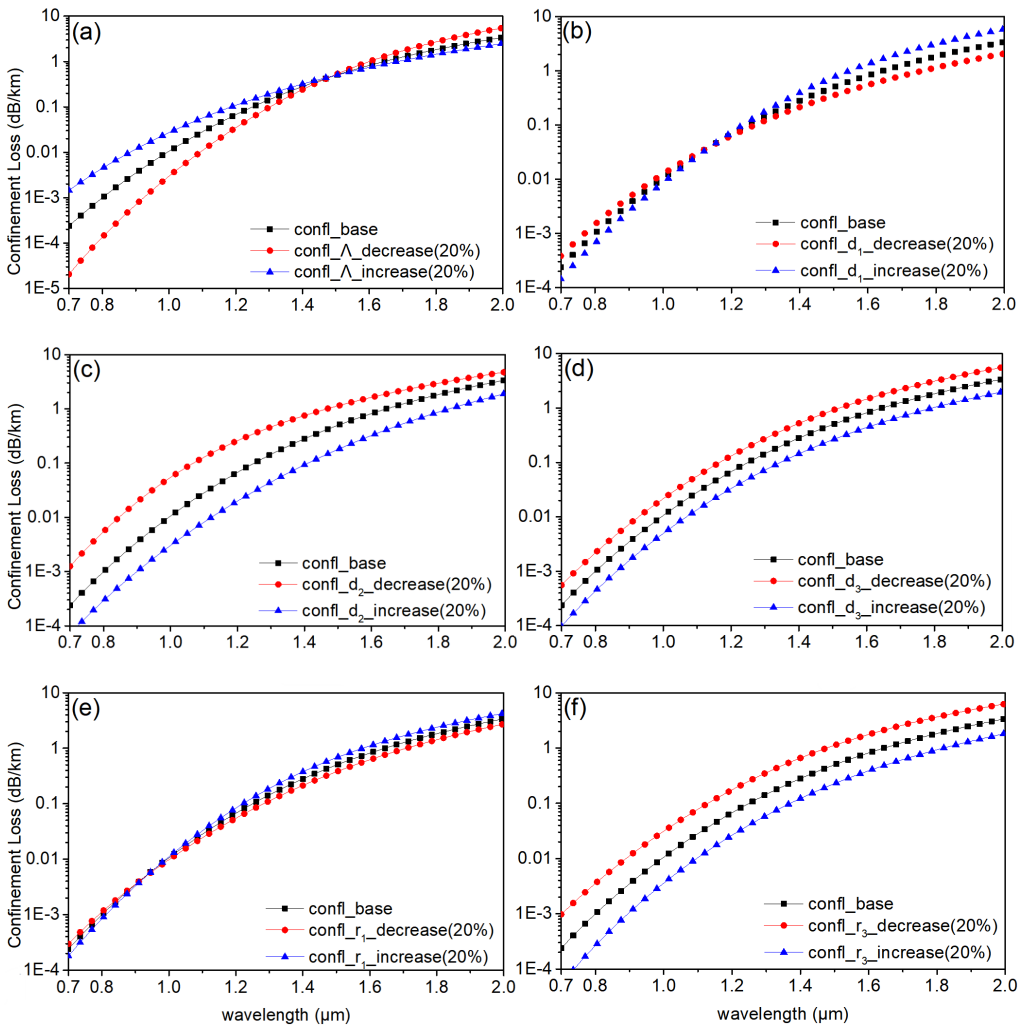 (a)
10
1
0.1
0.01
1E-3
1E-4
1E-5
Confinement Loss (dB/km)
confl_base
confl_Λ_decrease(20%)
confl_Λ_increase(20%)
0.7 0.8 1.0 1.2 1.4 1.6 1.8 2.0
(b)
10
1
0.1
0.01
1E-3
1E-4
confl_base
confl_d₁_decrease(20%)
confl_d₁_increase(20%)
0.7 0.8 1.0 1.2 1.4 1.6 1.8 2.0
(c)
10
1
0.1
0.01
1E-3
1E-4
Confinement Loss (dB/km)
confl_base
confl_d₂_decrease(20%)
confl_d₂_increase(20%)
0.7 0.8 1.0 1.2 1.4 1.6 1.8 2.0
(d)
10
1
0.1
0.01
1E-3
1E-4
confl_base
confl_d₃_decrease(20%)
confl_d₃_increase(20%)
0.7 0.8 1.0 1.2 1.4 1.6 1.8 2.0
(e)
10
1
0.1
0.01
1E-3
1E-4
Confinement Loss (dB/km)
confl_base
confl_r₁_decrease(20%)
confl_r₁_increase(20%)
0.7 0.8 1.0 1.2 1.4 1.6 1.8 2.0
wavelength (μm)
(f)
10
1
0.1
0.01
1E-3
1E-4
confl_base
confl_r₃_decrease(20%)
confl_r₃_increase(20%)
0.7 0.8 1.0 1.2 1.4 1.6 1.8 2.0
wavelength (μm)